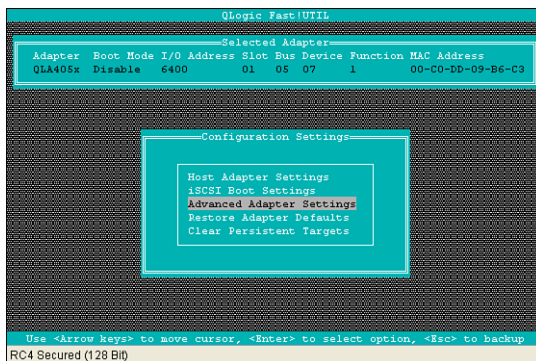 QLogic Fast!UTIL
Selected Adapter
Adapter Boot Mode I/O Address Slot Bus Device Function MAC Address
QLA405x Disable 6400 01 05 07 1 00-C0-DD-09-B6-C3
Configuration Settings
Host Adapter Settings
iSCSI Boot Settings
Advanced Adapter Settings
Restore Adapter Defaults
Clear Persistent Targets
Use <Arrow keys> to move cursor, <Enter> to select option, <Esc> to backup
RC4 Secured (128 Bit)